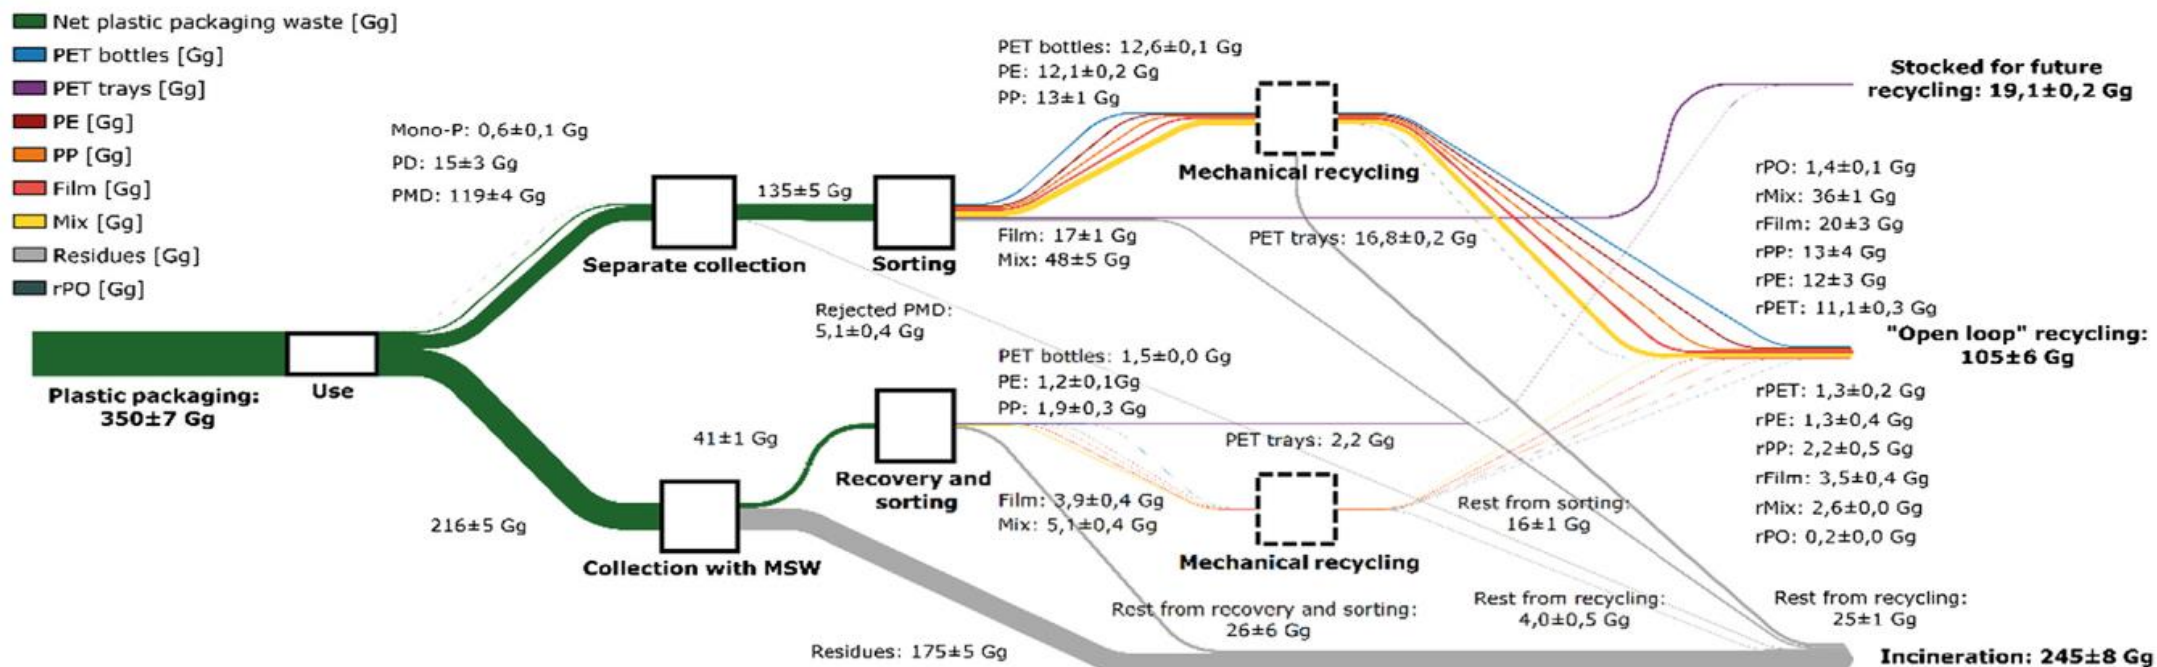 Net plastic packaging waste [Gg]
PET bottles [Gg]
PET trays [Gg]
PE [Gg]
PP [Gg]
Film [Gg]
Mix [Gg]
Residues [Gg]
rPO [Gg]
Plastic packaging:
350±7 Gg
Use
Mono-P: 0,6±0,1 Gg
PD: 15±3 Gg
PMD: 119±4 Gg
216±5 Gg
Separate collection
135±5 Gg
Sorting
Rejected PMD:
5,1±0,4 Gg
41±1 Gg
Collection with MSW
Recovery and
sorting
Residues: 175±5 Gg
PET bottles: 12,6±0,1 Gg
PE: 12,1±0,2 Gg
PP: 13±1 Gg
Mechanical recycling
Film: 17±1 Gg
Mix: 48±5 Gg
PET trays: 16,8±0,2 Gg
PET bottles: 1,5±0,0 Gg
PE: 1,2±0,1Gg
PP: 1,9±0,3 Gg
PET trays: 2,2 Gg
Film: 3,9±0,4 Gg
Mix: 5,1±0,4 Gg
Mechanical recycling
Rest from sorting:
16±1 Gg
Rest from recovery and sorting:
26±6 Gg
Rest from recycling:
4,0±0,5 Gg
Rest from recycling:
25±1 Gg
Stocked for future
recycling: 19,1±0,2 Gg
rPO: 1,4±0,1 Gg
rMix: 36±1 Gg
rFilm: 20±3 Gg
rPP: 13±4 Gg
rPE: 12±3 Gg
rPET: 11,1±0,3 Gg
"Open loop" recycling:
105±6 Gg
rPET: 1,3±0,2 Gg
rPE: 1,3±0,4 Gg
rPP: 2,2±0,5 Gg
rFilm: 3,5±0,4 Gg
rMix: 2,6±0,0 Gg
rPO: 0,2±0,0 Gg
Incineration: 245±8 Gg